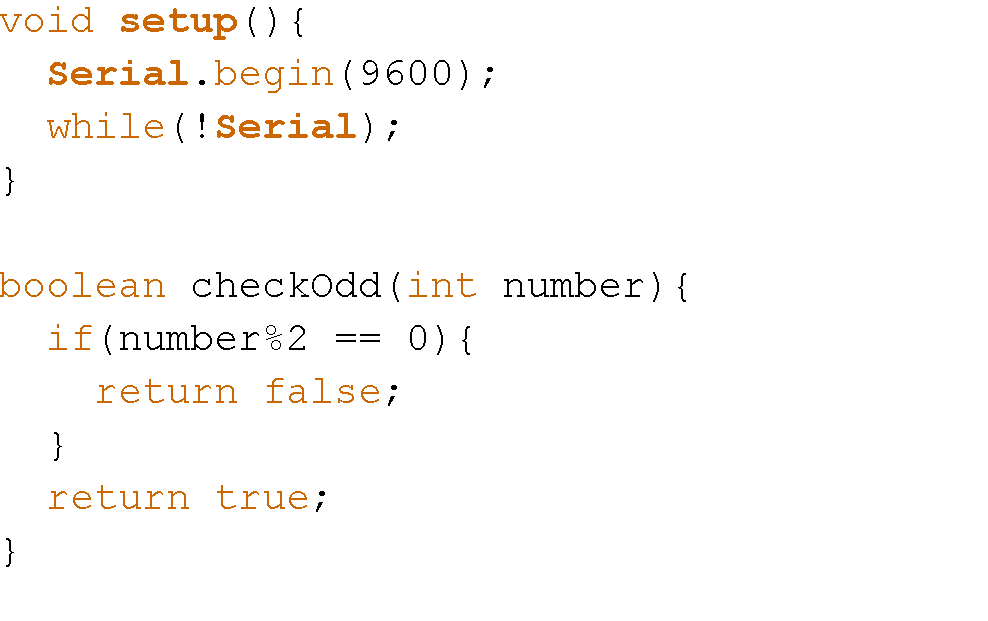 void setup(){
  Serial.begin(9600);
  while(!Serial);
}

boolean checkOdd(int number){
  if(number%2 == 0){
    return false;
  }
  return true;
}